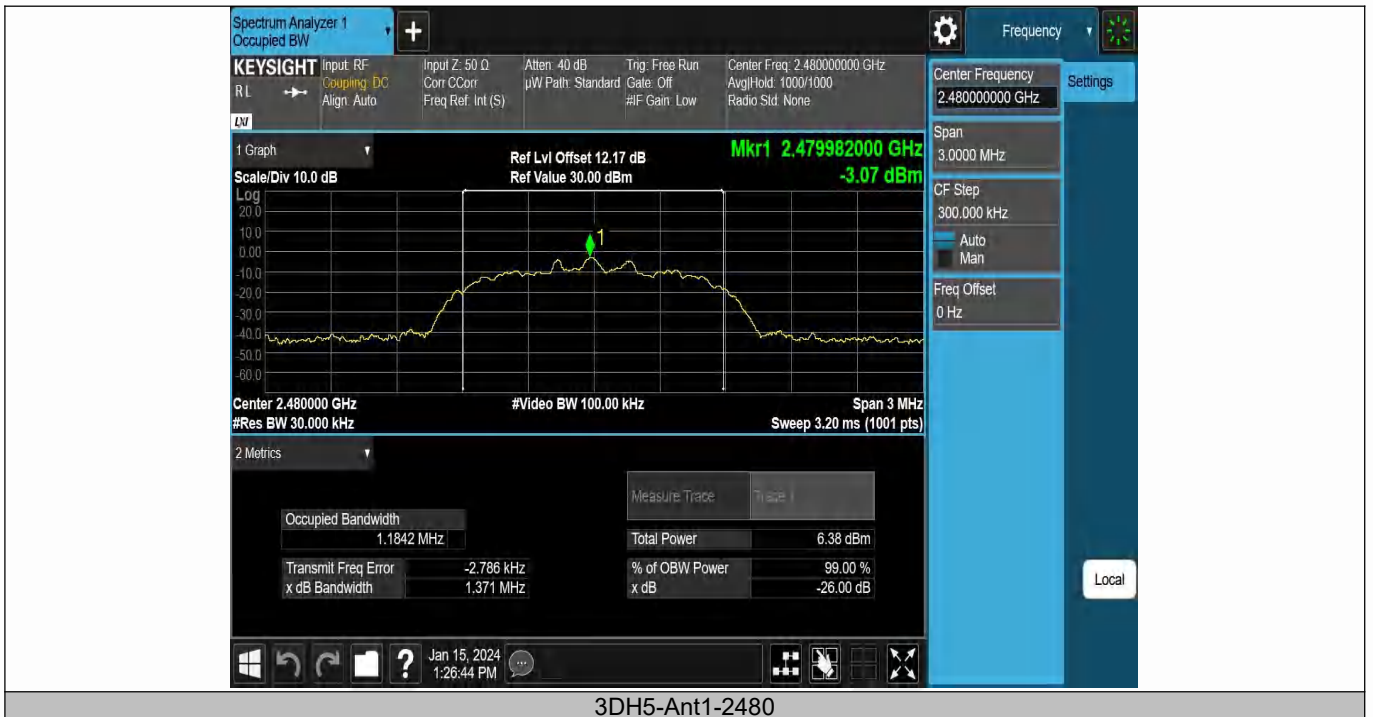 Spectrum Analyzer 1
Occupied BW
Frequency
KEYSIGHT
RL
LXI
Input: RF
Coupling: DC
Align: Auto
Input Z: 50 Ω
Corr CCorr
Freq Ref: Int (S)
Atten: 40 dB
µW Path: Standard
Trig: Free Run
Gate: Off
#IF Gain: Low
Center Freq: 2.480000000 GHz
Avg|Hold: 1000/1000
Radio Std: None
Center Frequency
2.480000000 GHz
Settings
Span
3.0000 MHz
CF Step
300.000 kHz
Auto
Man
Freq Offset
0 Hz
Local
1 Graph
Scale/Div 10.0 dB
Ref Lvl Offset 12.17 dB
Ref Value 30.00 dBm
Mkr1 2.479982000 GHz
-3.07 dBm
Log
20.0
10.0
0.00
-10.0
-20.0
-30.0
-40.0
-50.0
-60.0
1
Center 2.480000 GHz
#Video BW 100.00 kHz
Span 3 MHz
#Res BW 30.000 kHz
Sweep 3.20 ms (1001 pts)
2 Metrics
Measure Trace
Trace 1
Occupied Bandwidth
1.1842 MHz
Total Power
6.38 dBm
Transmit Freq Error
-2.786 kHz
% of OBW Power
99.00 %
x dB Bandwidth
1.371 MHz
x dB
-26.00 dB
?
Jan 15, 2024
1:26:44 PM
3DH5-Ant1-2480